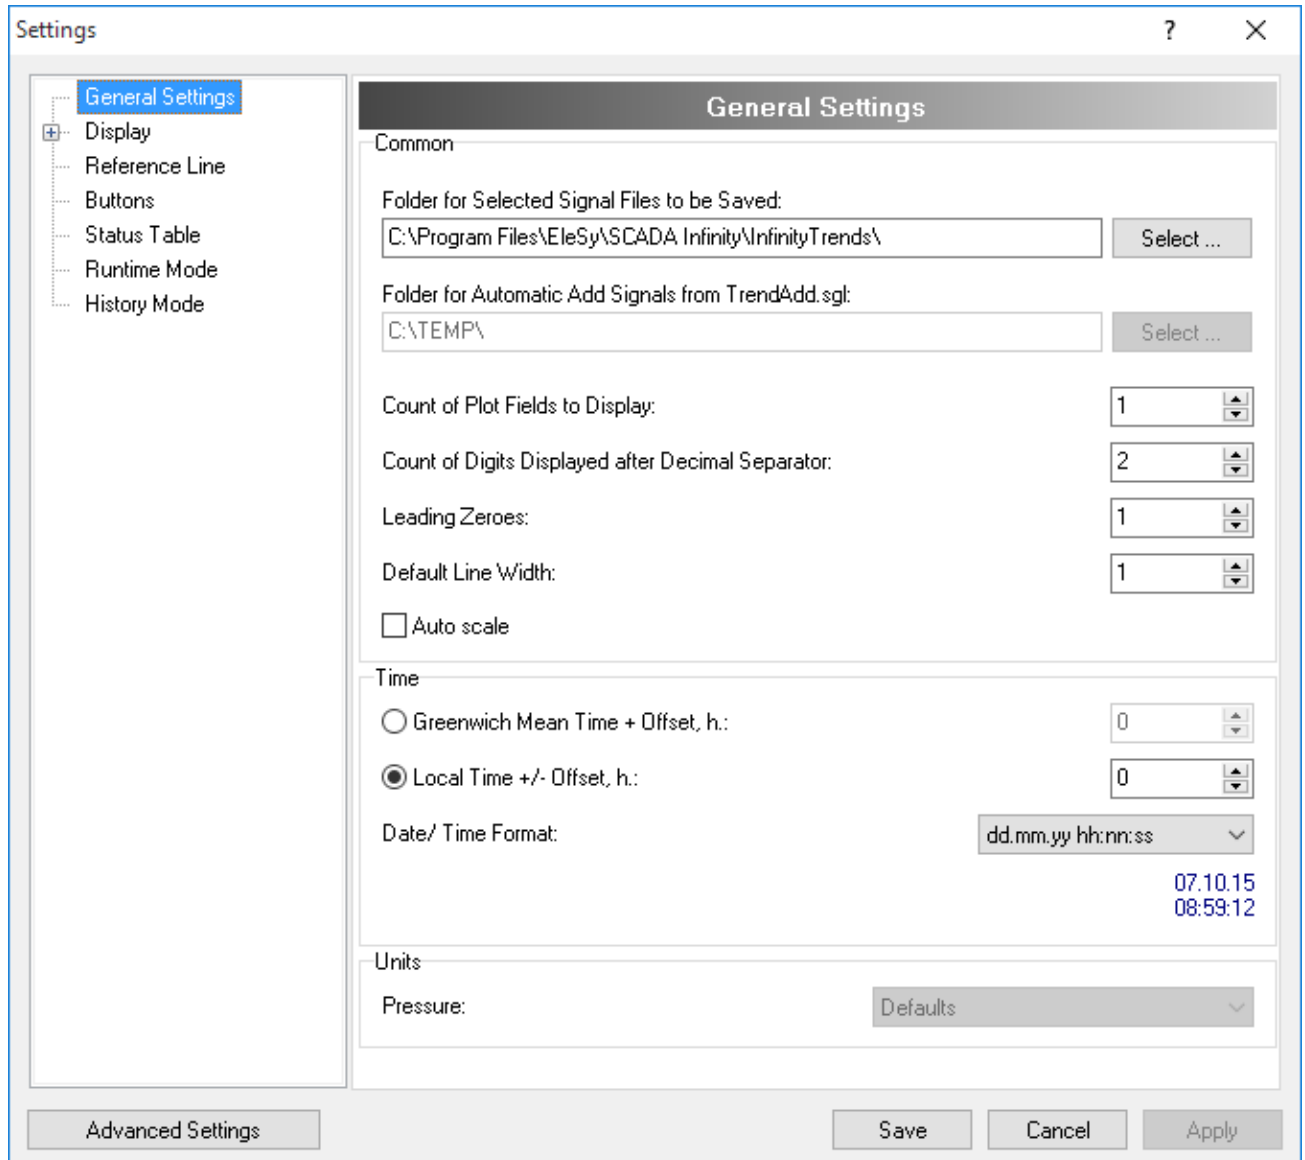 Settings
?
General Settings
Display
Reference Line
Buttons
Status Table
Runtime Mode
History Mode
General Settings
Common
Folder for Selected Signal Files to be Saved:
C:\Program Files\EleSy\SCADA Infinity\InfinityTrends\
Select ...
Folder for Automatic Add Signals from TrendAdd.sgl:
C:\TEMP\
Select ...
Count of Plot Fields to Display:
1
Count of Digits Displayed after Decimal Separator:
2
Leading Zeroes:
1
Default Line Width:
1
Auto scale
Time
Greenwich Mean Time + Offset, h.:
0
Local Time +/- Offset, h.:
0
Date/ Time Format:
dd.mm.yy hh:nn:ss
07.10.15
08:59:12
Units
Pressure:
Defaults
Advanced Settings
Save
Cancel
Apply